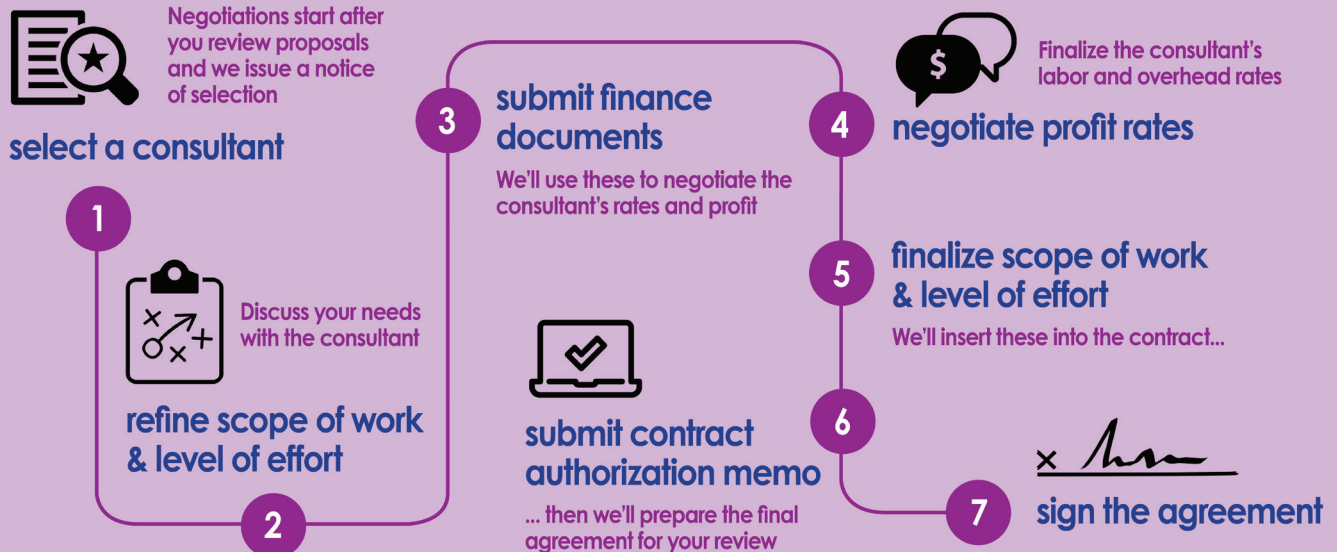 Negotiations start after
you review proposals
and we issue a notice
of selection
select a consultant
1
Discuss your needs
with the consultant
refine scope of work
& level of effort
2
3
submit finance
documents
We'll use these to negotiate the
consultant's rates and profit
4
$
Finalize the consultant's
labor and overhead rates
negotiate profit rates
5
finalize scope of work
& level of effort
We'll insert these into the contract...
6
submit contract
authorization memo
... then we'll prepare the final
agreement for your review
7
x
sign the agreement